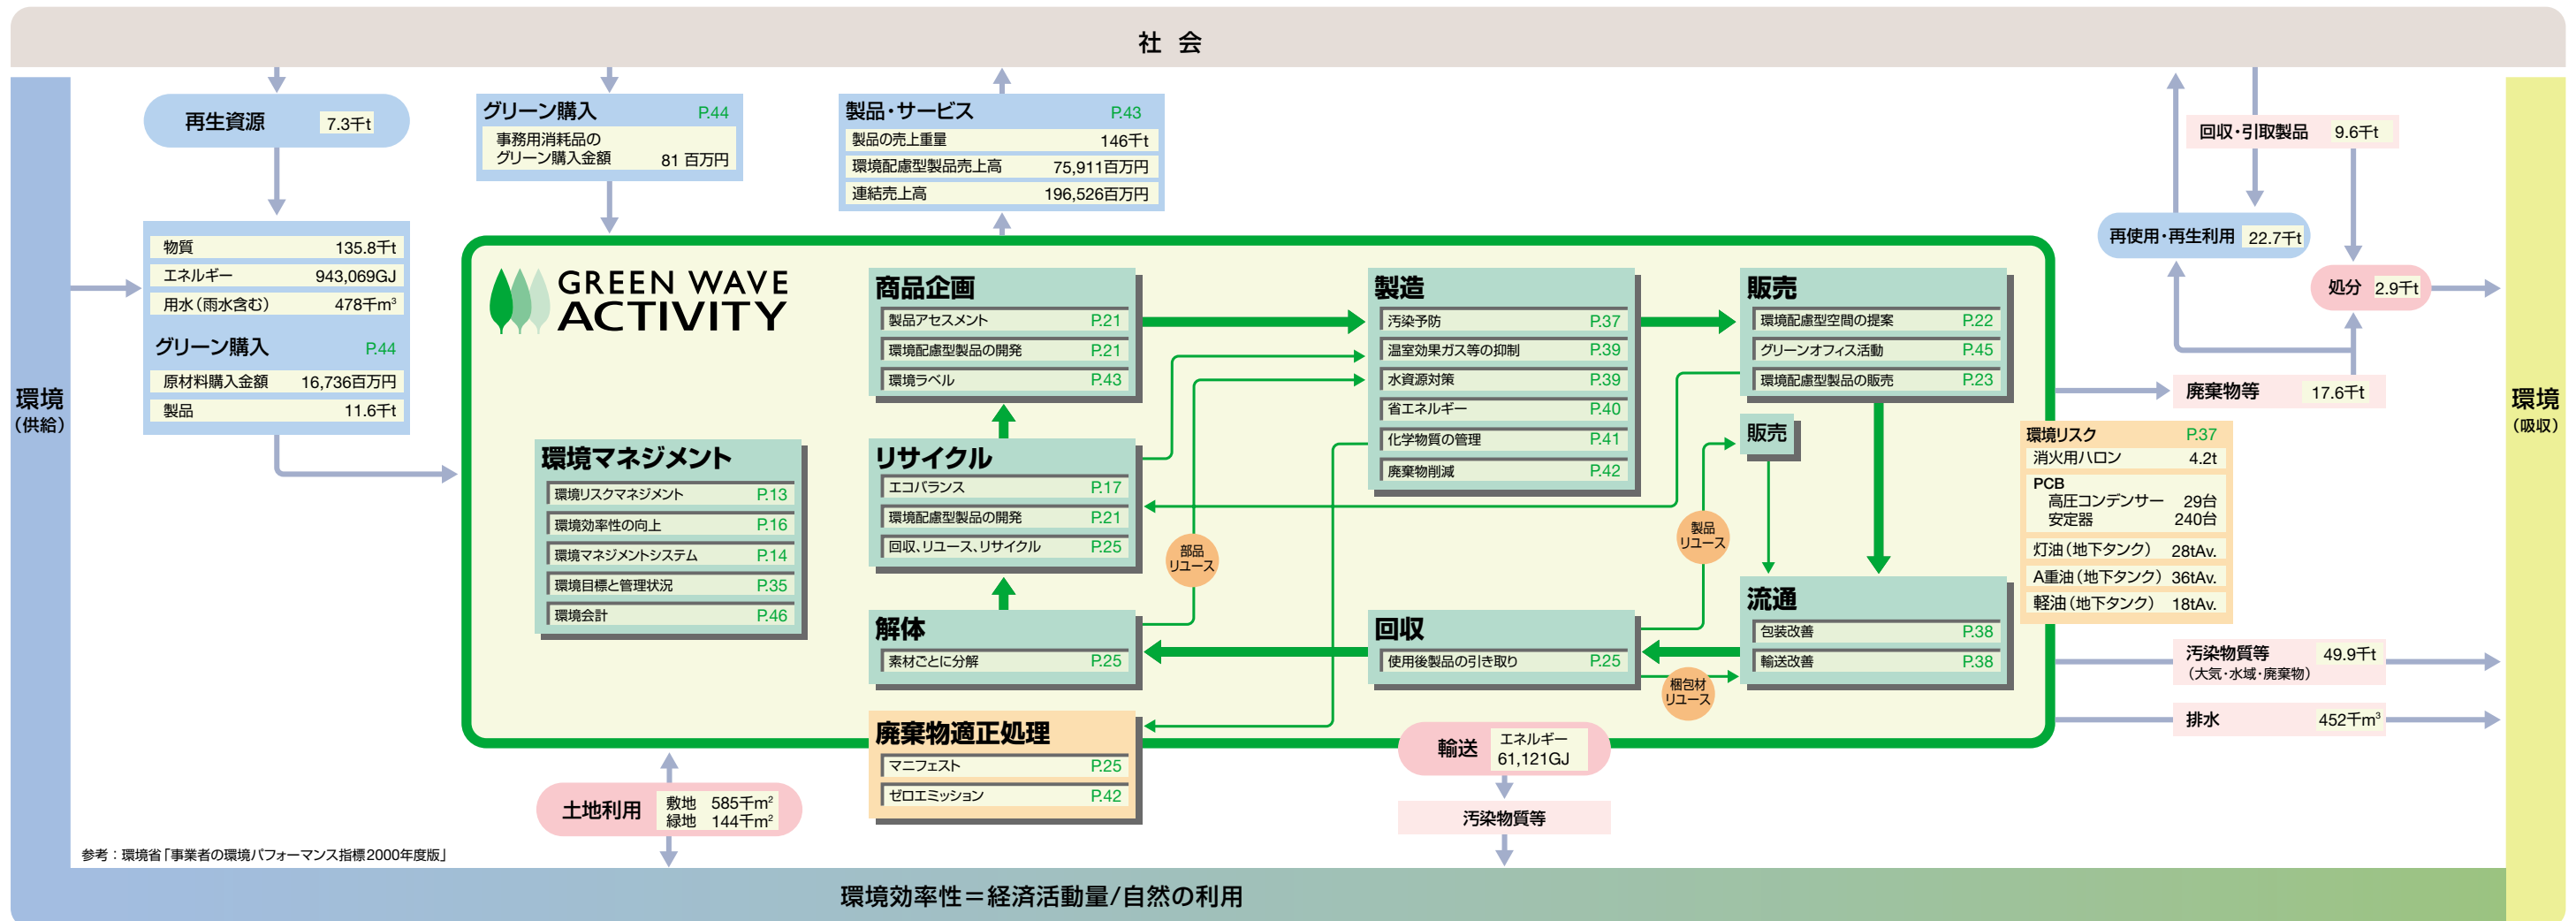 社 会
環境
（供給）
再生資源 7.3千t
物質 135.8千t
エネルギー 943,069GJ
用水（雨水含む） 478千m³
グリーン購入 P.44
原材料購入金額 16,736百万円
製品 11.6千t
グリーン購入 P.44
事務用消耗品の
グリーン購入金額 81 百万円
製品・サービス P.43
製品の売上重量 146千t
環境配慮型製品売上高 75,911百万円
連結売上高 196,526百万円
GREEN WAVE
ACTIVITY
環境マネジメント
環境リスクマネジメント P.13
環境効率性の向上 P.16
環境マネジメントシステム P.14
環境目標と管理状況 P.35
環境会計 P.46
商品企画
製品アセスメント P.21
環境配慮型製品の開発 P.21
環境ラベル P.43
リサイクル
エコバランス P.17
環境配慮型製品の開発 P.21
回収、リユース、リサイクル P.25
解体
素材ごとに分解 P.25
廃棄物適正処理
マニフェスト P.25
ゼロエミッション P.42
部品
リユース
製造
汚染予防 P.37
温室効果ガス等の抑制 P.39
水資源対策 P.39
省エネルギー P.40
化学物質の管理 P.41
廃棄物削減 P.42
回収
使用後製品の引き取り P.25
製品
リユース
梱包材
リユース
販売
環境配慮型空間の提案 P.22
グリーンオフィス活動 P.45
環境配慮型製品の販売 P.23
販売
流通
包装改善 P.38
輸送改善 P.38
輸送 エネルギー
61,121GJ
汚染物質等
土地利用 敷地 585千m²
緑地 144千m²
回収・引取製品 9.6千t
再使用・再生利用 22.7千t
処分 2.9千t
廃棄物等 17.6千t
環境リスク P.37
消火用ハロン 4.2t
PCB
高圧コンデンサー 29台
安定器 240台
灯油（地下タンク） 28tAv.
A重油（地下タンク） 36tAv.
軽油（地下タンク） 18tAv.
汚染物質等 49.9千t
（大気・水域・廃棄物）
排水 452千m³
環境
（吸収）
参考：環境省「事業者の環境パフォーマンス指標2000年度版」
環境効率性＝経済活動量/自然の利用